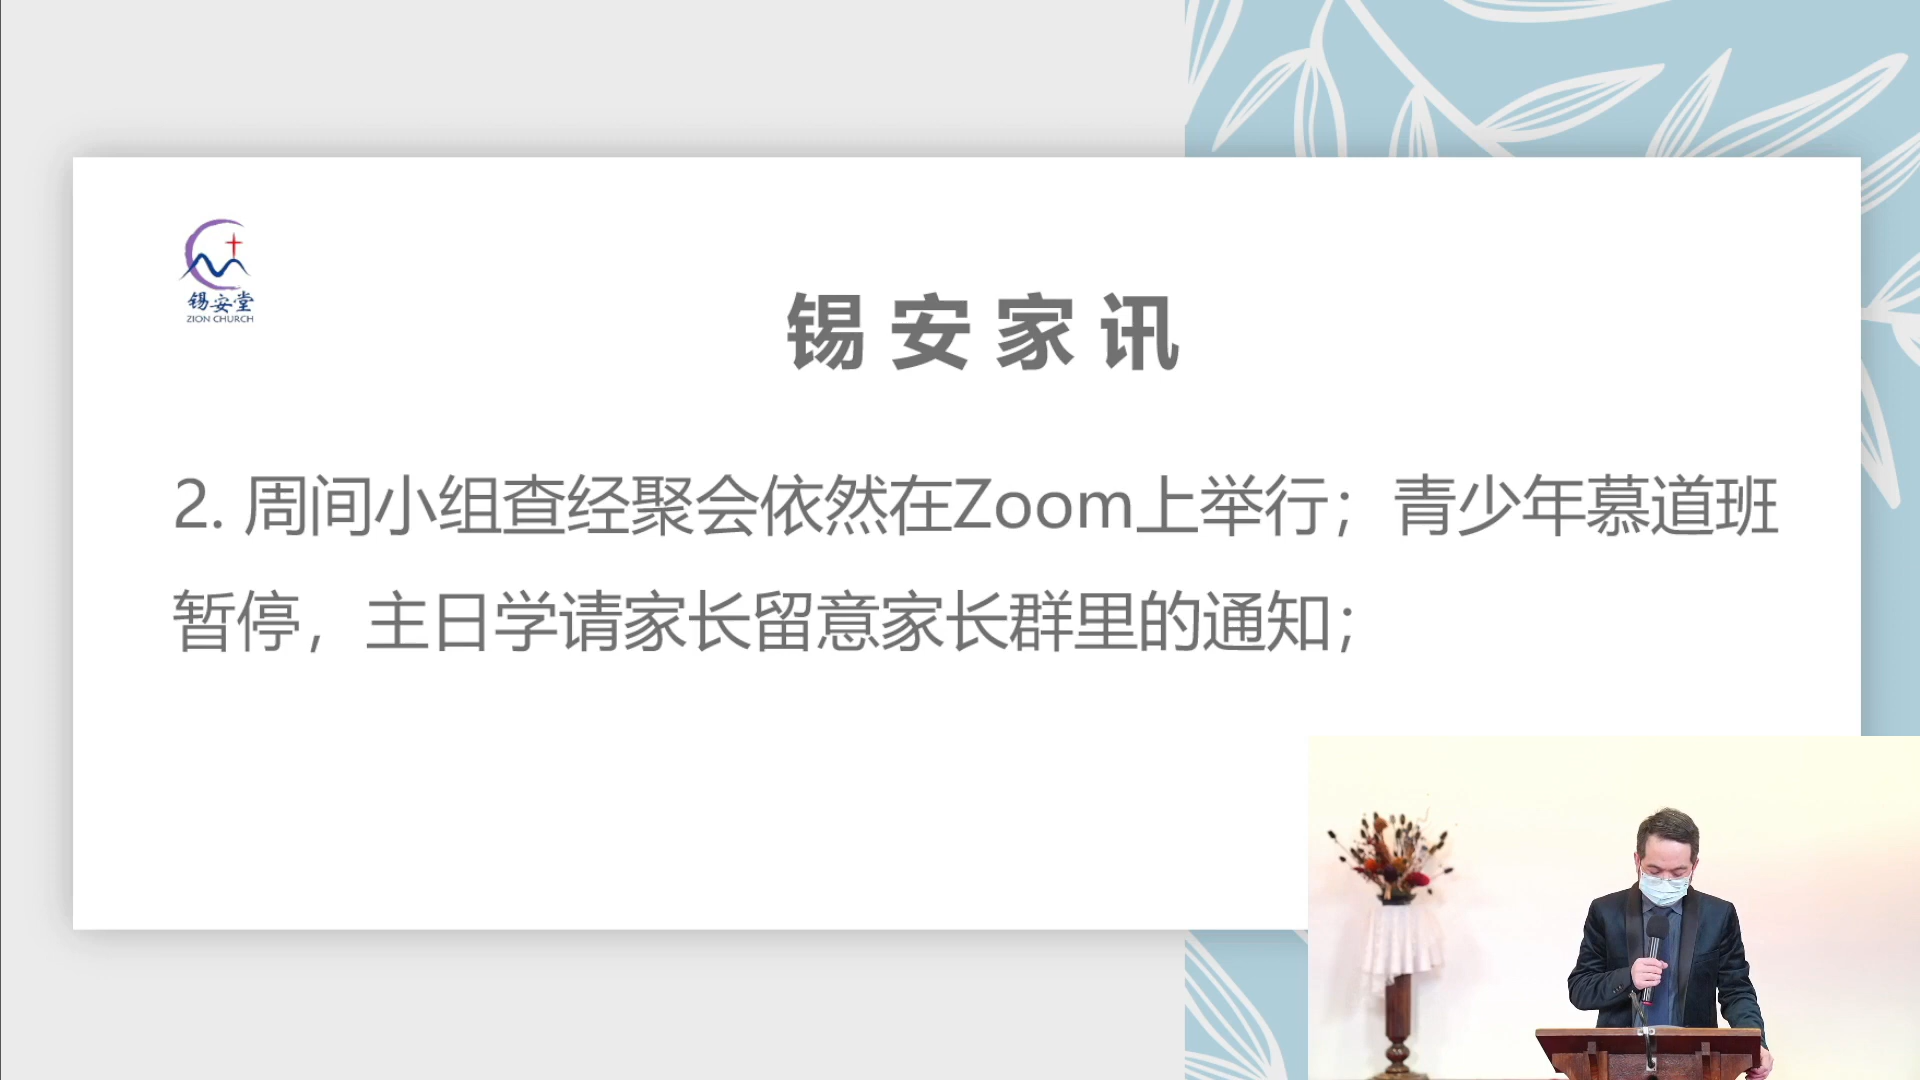 锡安堂
ZION CHURCH
锡安家讯
2. 周间小组查经聚会依然在Zoom上举行；青少年慕道班
暂停，主日学请家长留意家长群里的通知；